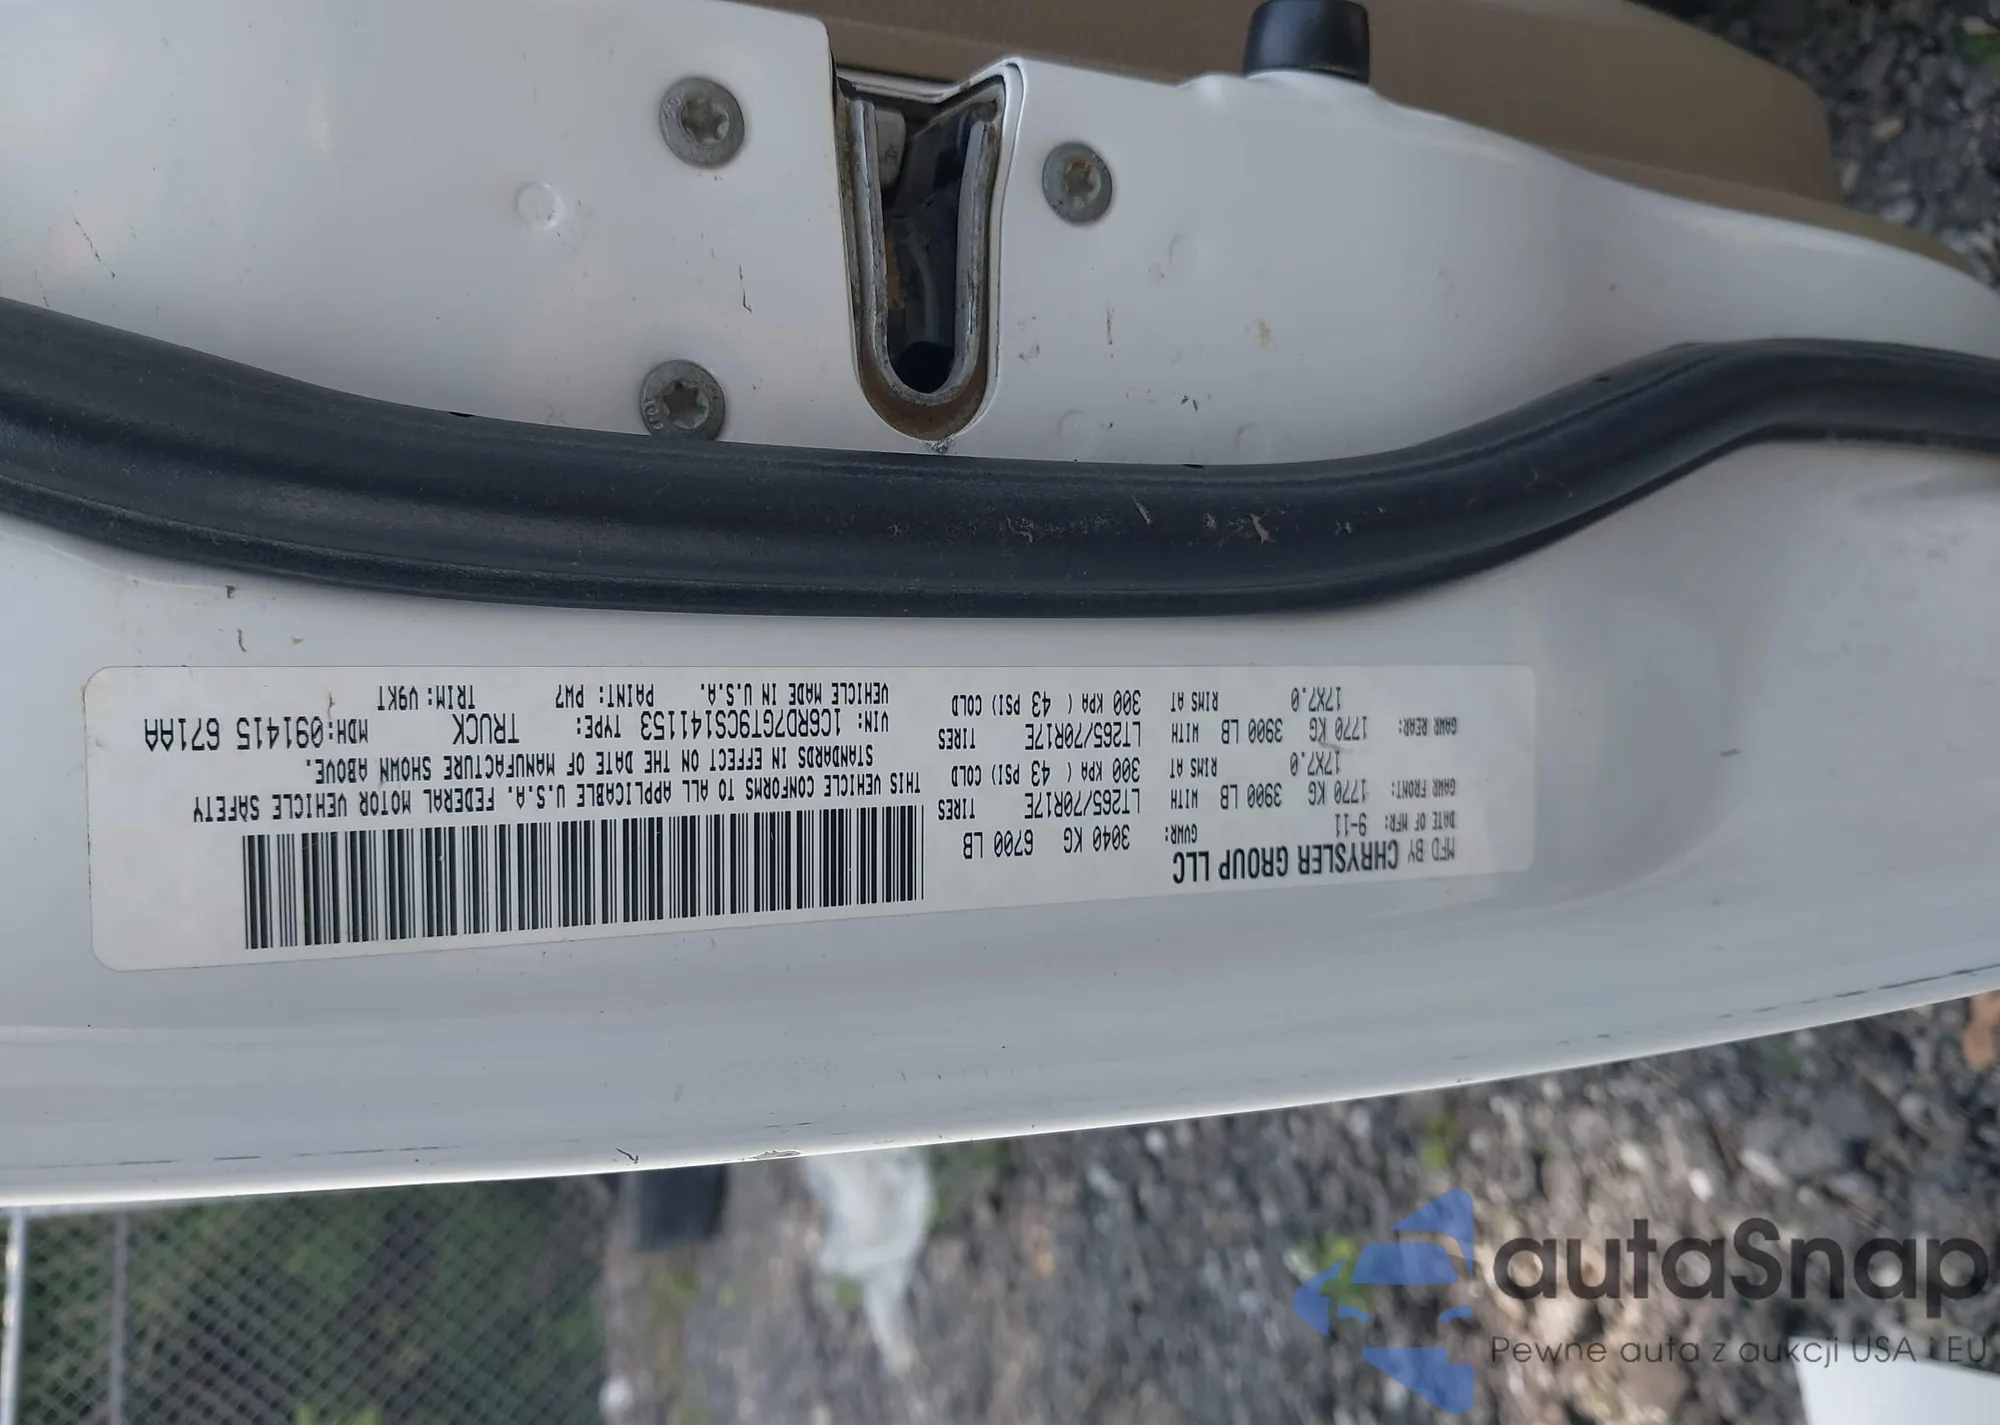 MFD BY CHRYSLER GROUP LLC
DATE OF MFR: 9-11 GVWR: 3040 KG 6700 LB
GAWR FRONT: 1770 KG 3900 LB WITH TIRES LT265/70R17E
17X7.0 RIMS AT 300 KPA ( 43 PSI) COLD
GAWR REAR: 1770 KG 3900 LB WITH TIRES LT265/70R17E
17X7.0 RIMS AT 300 KPA ( 43 PSI) COLD
THIS VEHICLE CONFORMS TO ALL APPLICABLE U.S.A. FEDERAL MOTOR VEHICLE SAFETY
STANDARDS IN EFFECT ON THE DATE OF MANUFACTURE SHOWN ABOVE.
VIN: 1C6RD7GT9CS141153 TYPE: TRUCK MDH:091415 671AA
VEHICLE MADE IN U.S.A. PAINT: PW7 TRIM: V9KT
autaSnap
Pewne auta z aukcji USA i EU